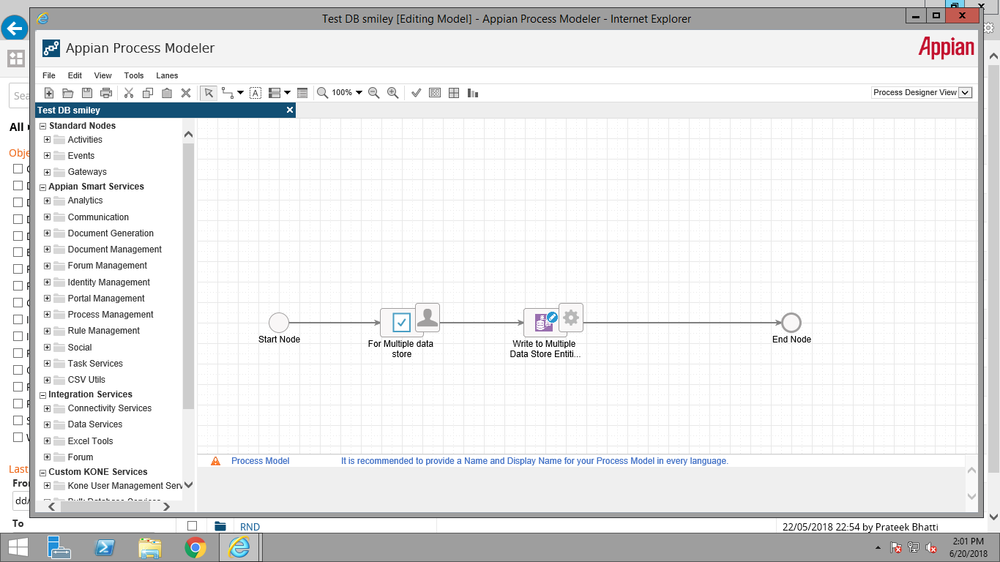 Test DB smiley [Editing Model] - Appian Process Modeler - Internet Explorer
Appian Process Modeler
Appian
File Edit View Tools Lanes
100%
Process Designer View
Test DB smiley
Standard Nodes
Activities
Events
Gateways
Appian Smart Services
Analytics
Communication
Document Generation
Document Management
Forum Management
Identity Management
Portal Management
Process Management
Rule Management
Social
Task Services
CSV Utils
Integration Services
Connectivity Services
Data Services
Excel Tools
Forum
Custom KONE Services
Kone User Management Serv
Start Node
For Multiple data
store
Write to Multiple
Data Store Entiti...
End Node
Process Model It is recommended to provide a Name and Display Name for your Process Model in every language.
Sea
All
Obje
Last
From
dd/
To
RND
22/05/2018 22:54 by Prateek Bhatti
2:01 PM
6/20/2018